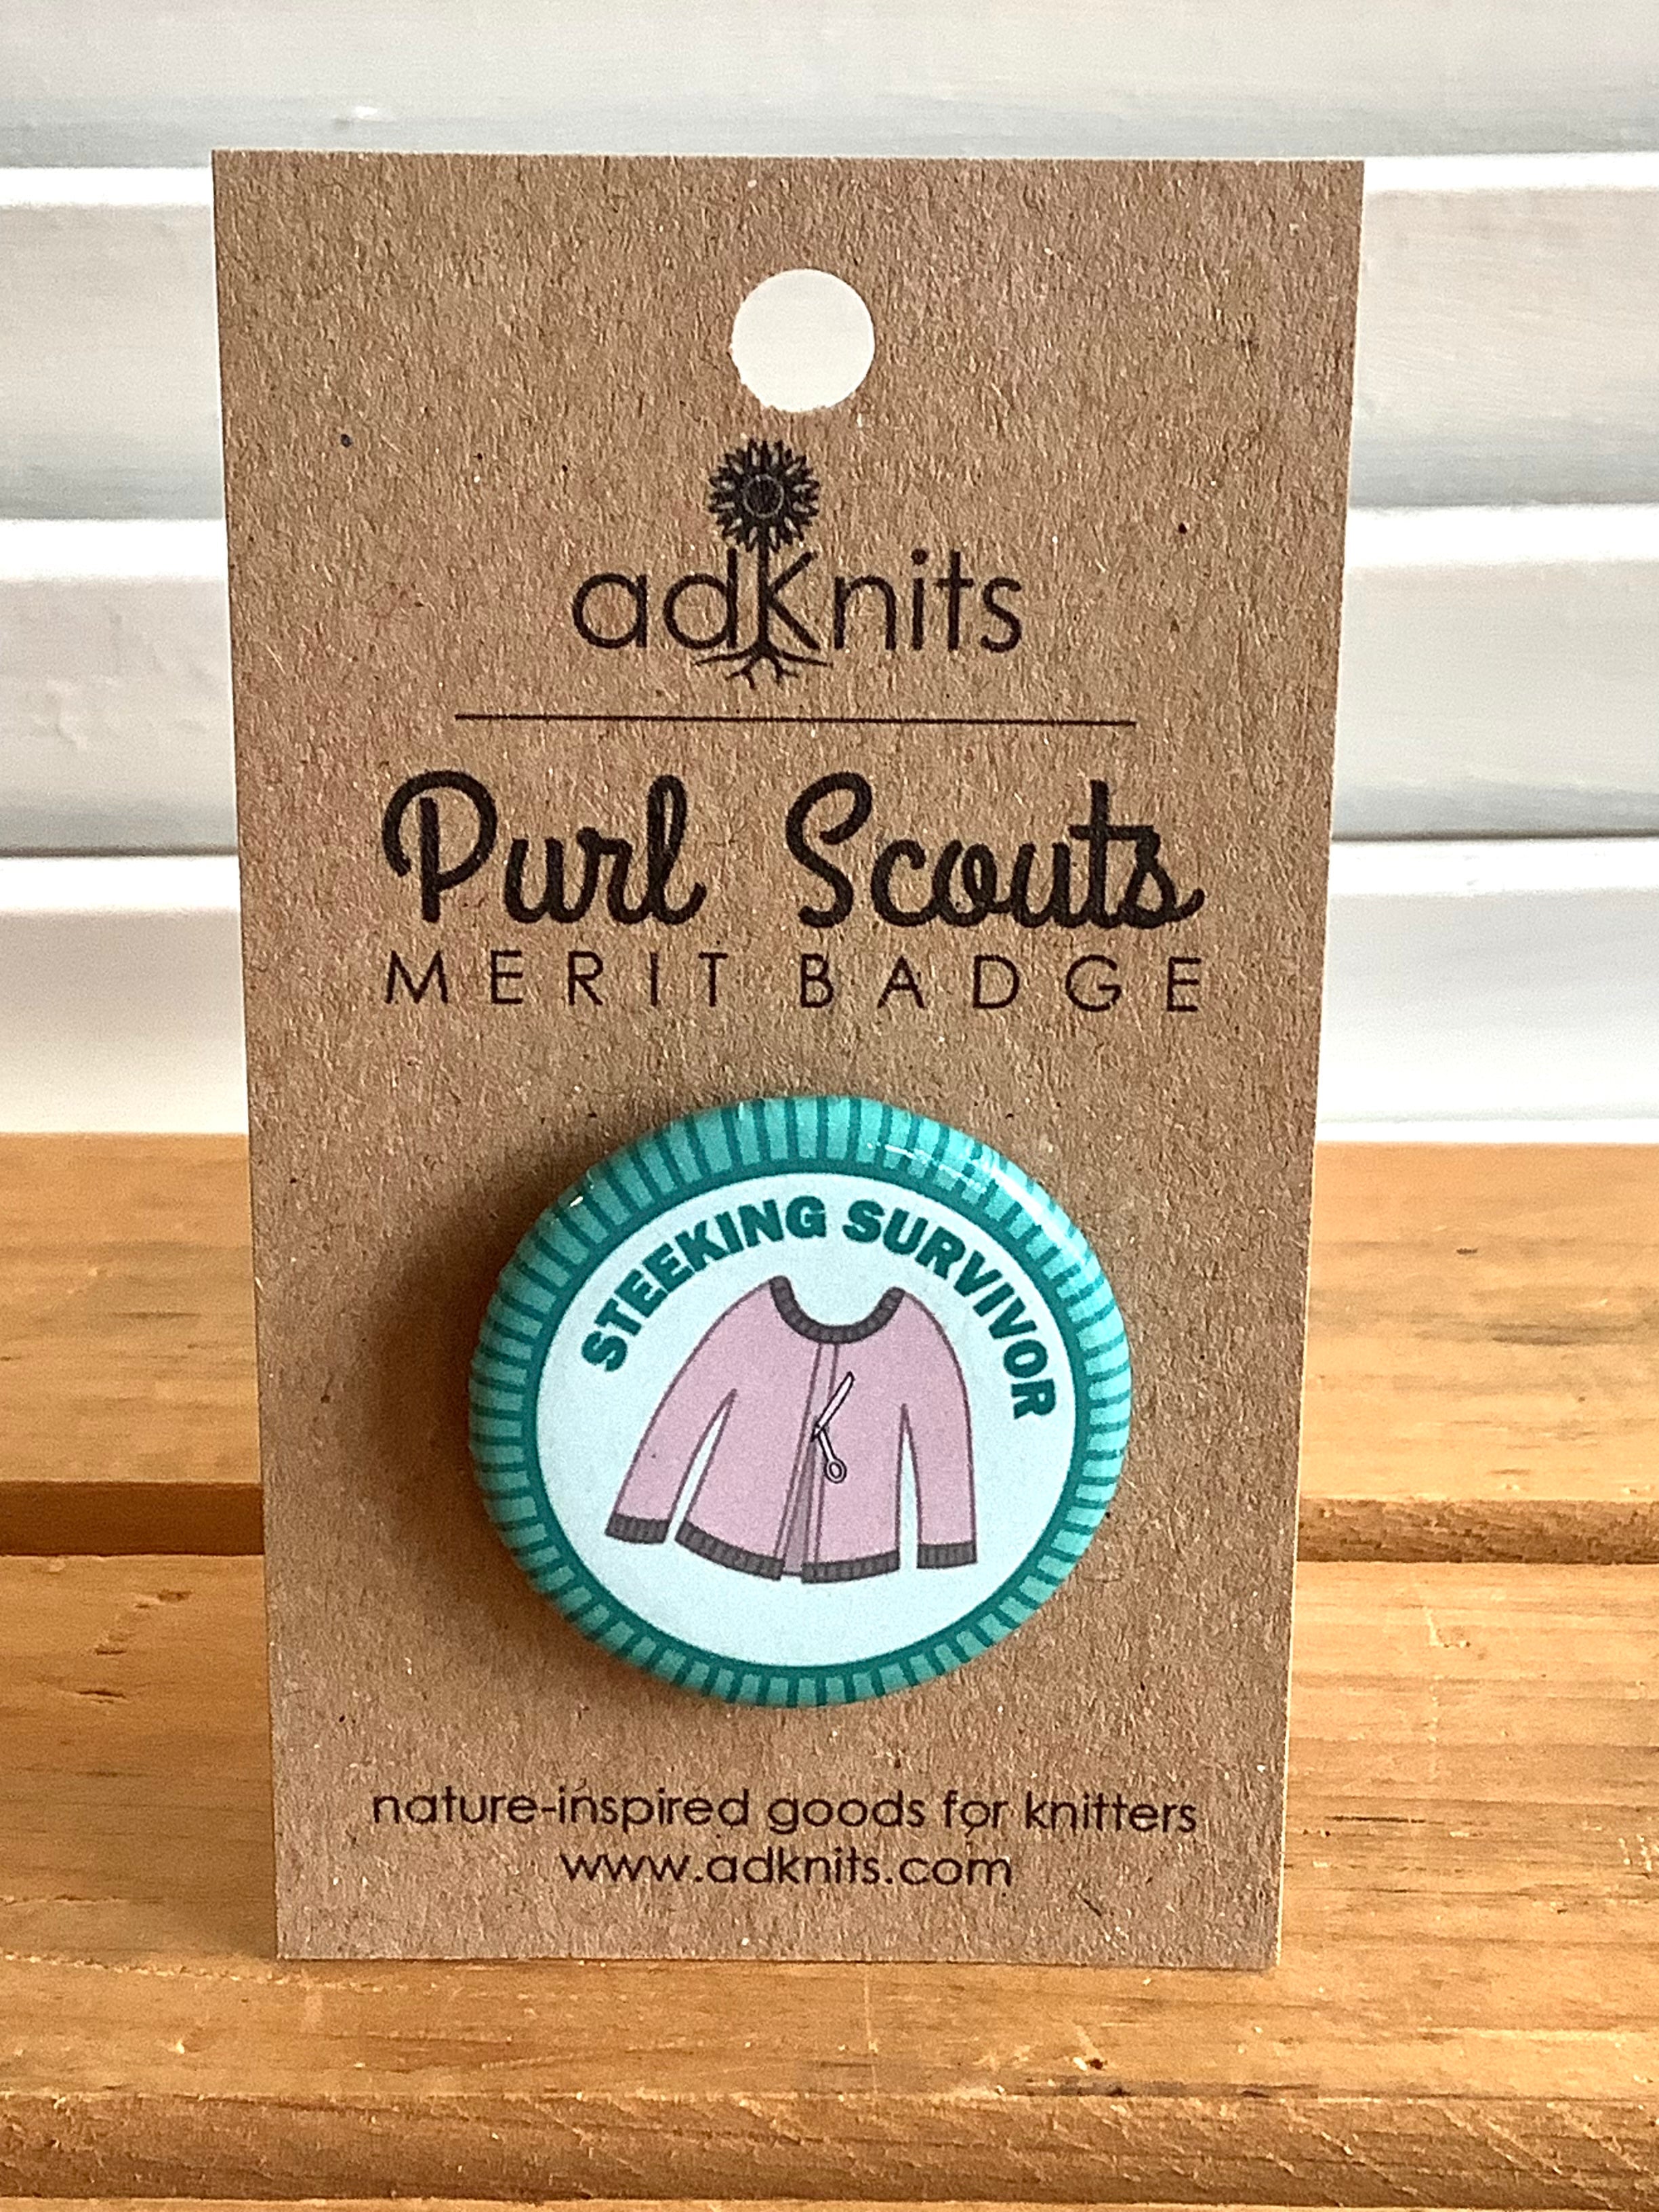 adKnits
Purl Scouts
MERIT BADGE
STEEKING SURVIVOR
nature-inspired goods for knitters
www.adknits.com